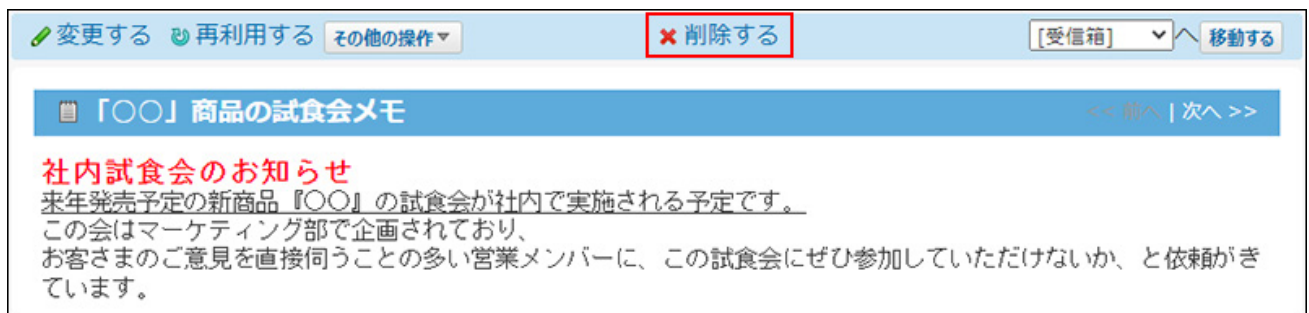 変更する 再利用する その他の操作▼ 削除する [受信箱] へ 移動する
「○○」商品の試食会メモ << 前へ | 次へ >>
社内試食会のお知らせ
来年発売予定の新商品『○○』の試食会が社内で実施される予定です。
この会はマーケティング部で企画されており、
お客さまのご意見を直接伺うことの多い営業メンバーに、この試食会にぜひ参加していただけないか、と依頼がき
ています。